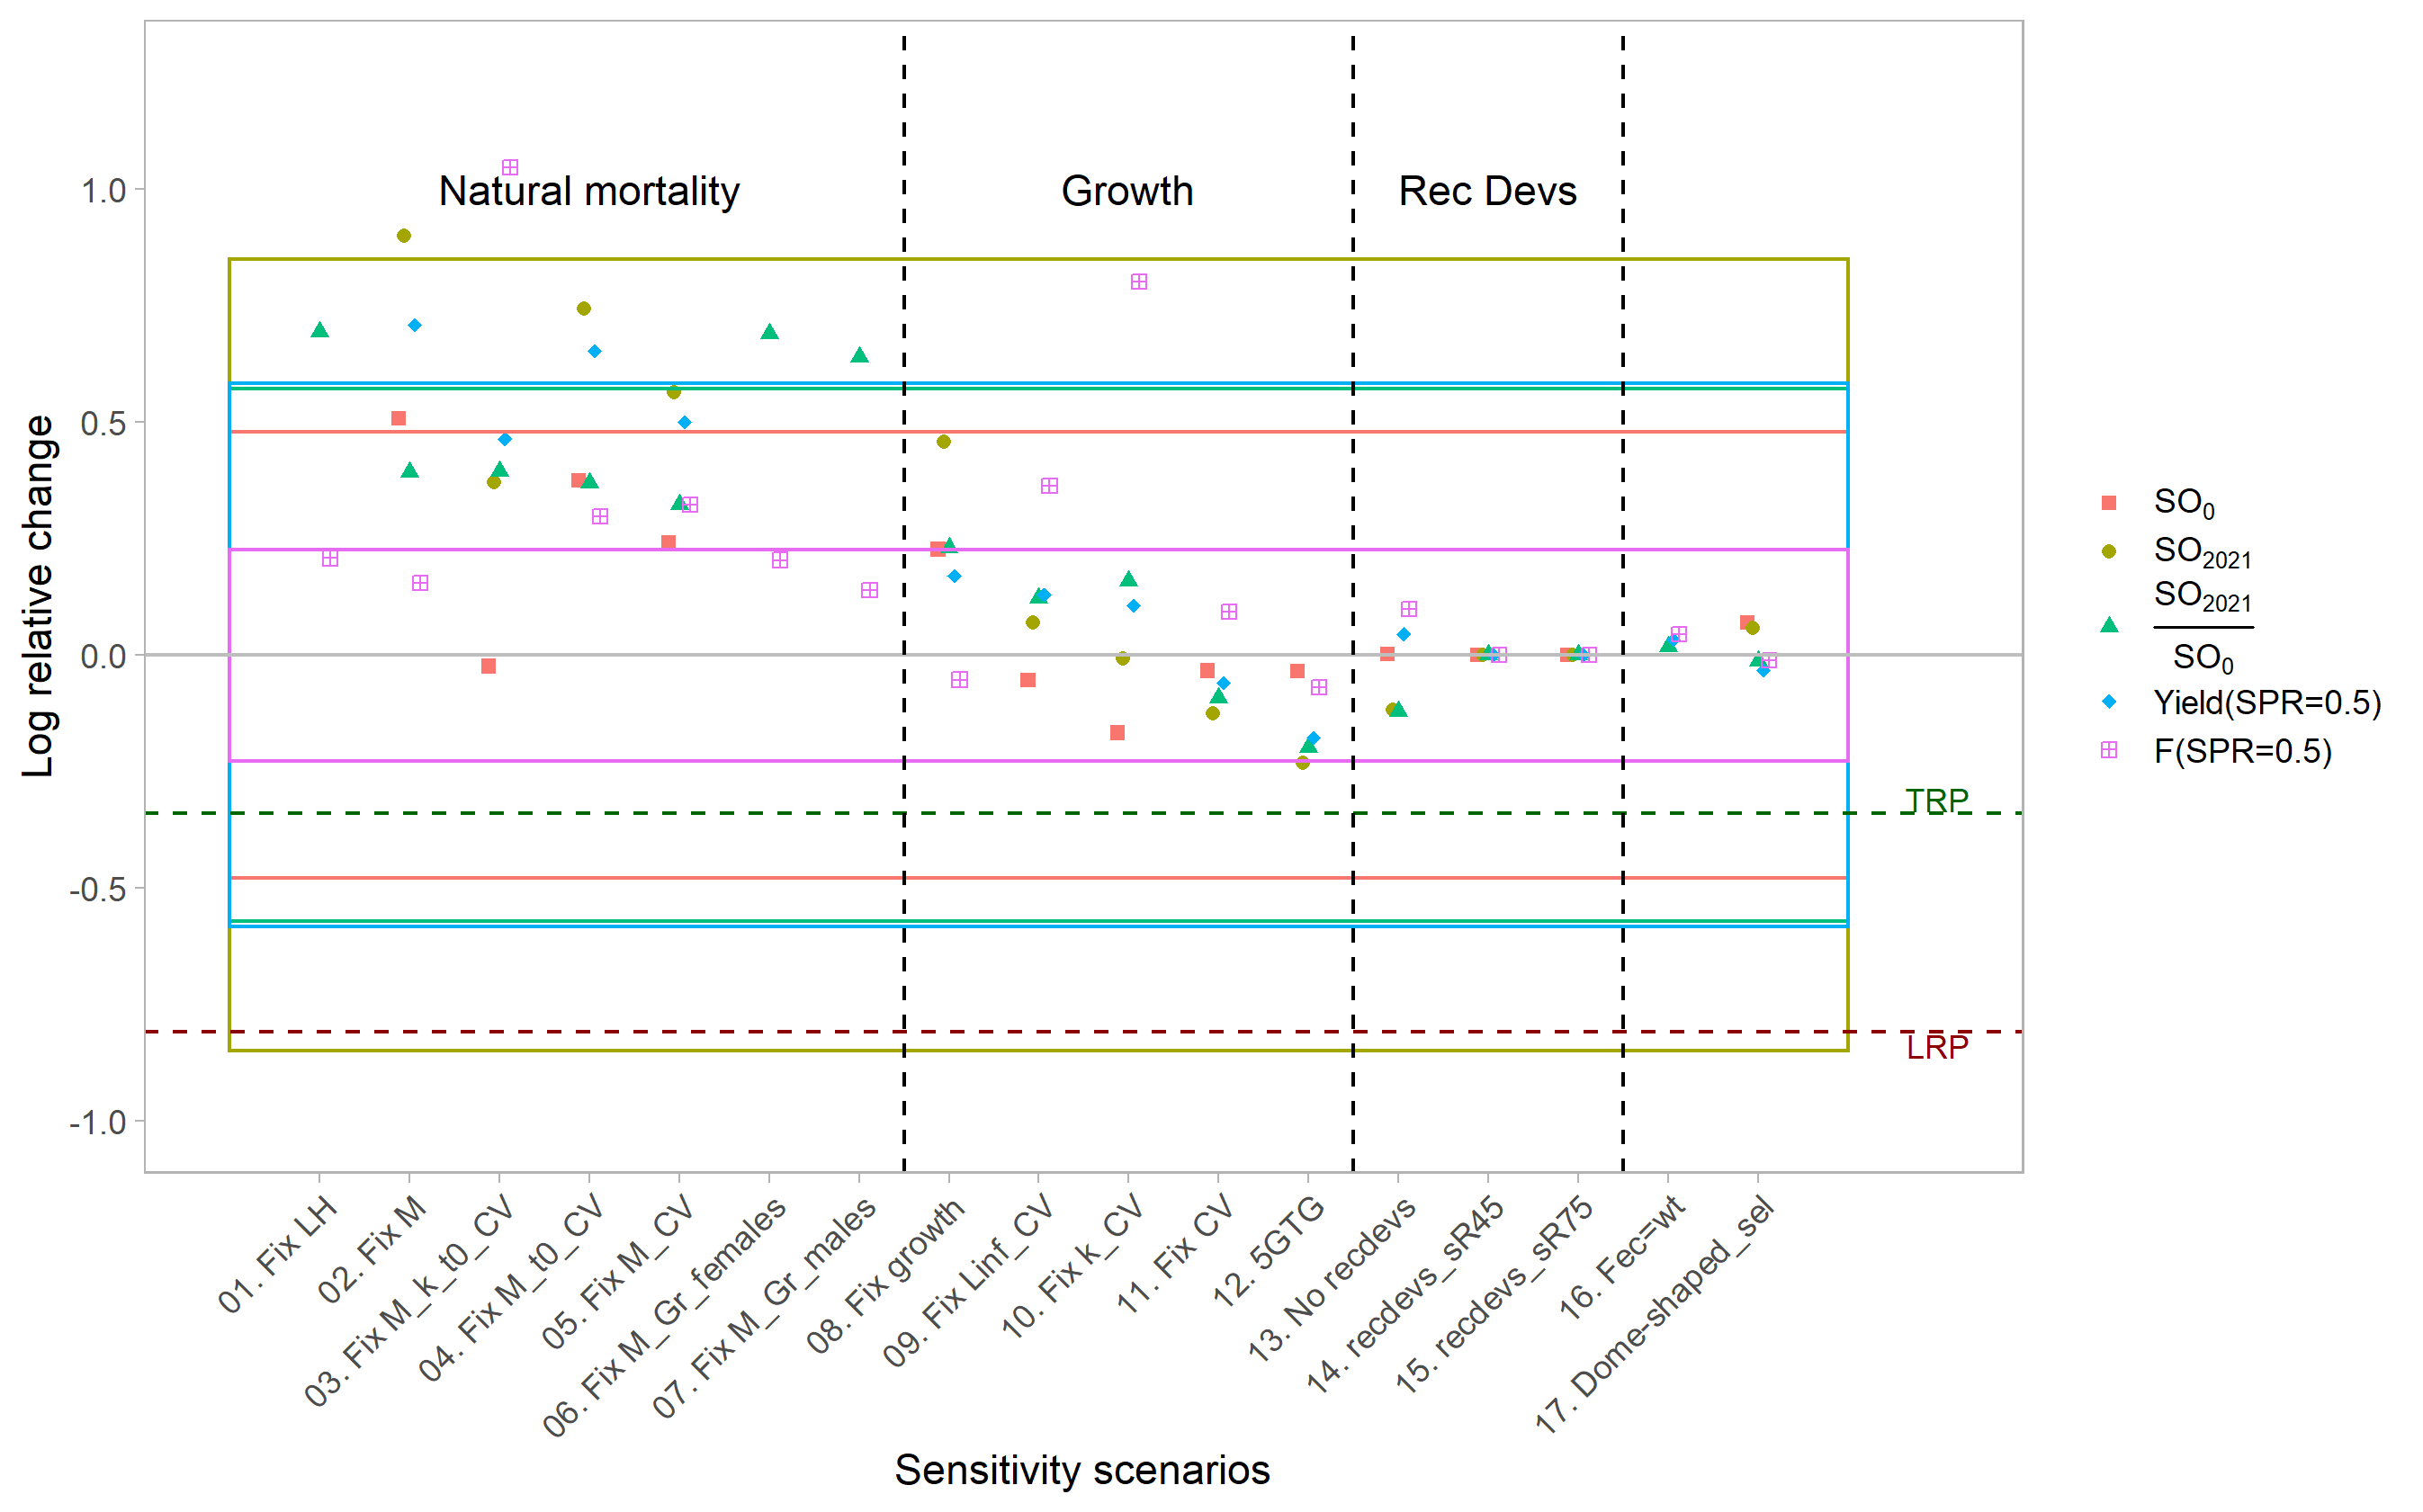 Natural mortality
Growth
Rec Devs
1.0
0.5
0.0
-0.5
-1.0
Log relative change
TRP
LRP
01. Fix LH
02. Fix M
03. Fix M_k_t0_CV
04. Fix M_t0_CV
05. Fix M_CV
06. Fix M_Gr_females
07. Fix M_Gr_males
08. Fix growth
09. Fix Linf_CV
10. Fix k_CV
11. Fix CV
12. 5GTG
13. No recdevs
14. recdevs_sR45
15. recdevs_sR75
16. Fec=wt
17. Dome-shaped_sel
Sensitivity scenarios
SO0
SO2021
SO2021
SO0
Yield(SPR=0.5)
F(SPR=0.5)